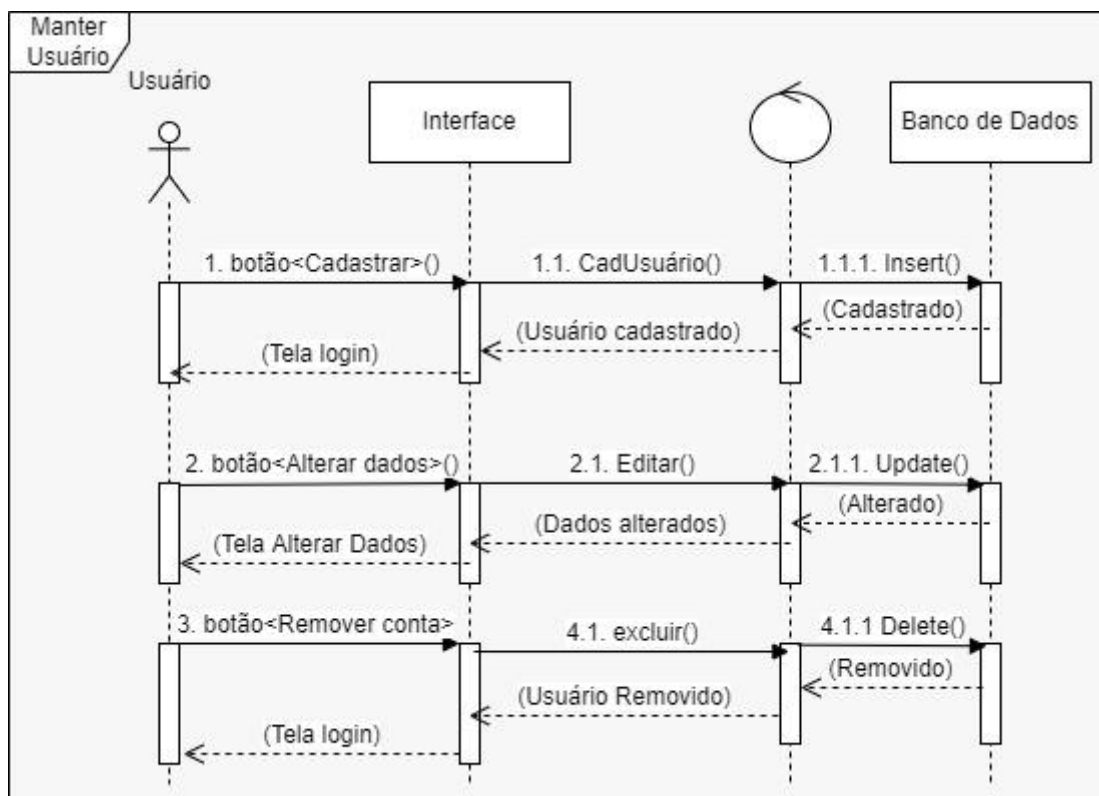 Manter
Usuário
Usuário
Interface
Banco de Dados
1. botão<Cadastrar>()
1.1. CadUsuário()
1.1.1. Insert()
(Cadastrado)
(Usuário cadastrado)
(Tela login)
2. botão<Alterar dados>()
2.1. Editar()
2.1.1. Update()
(Alterado)
(Dados alterados)
(Tela Alterar Dados)
3. botão<Remover conta>
4.1. excluir()
4.1.1 Delete()
(Removido)
(Usuário Removido)
(Tela login)